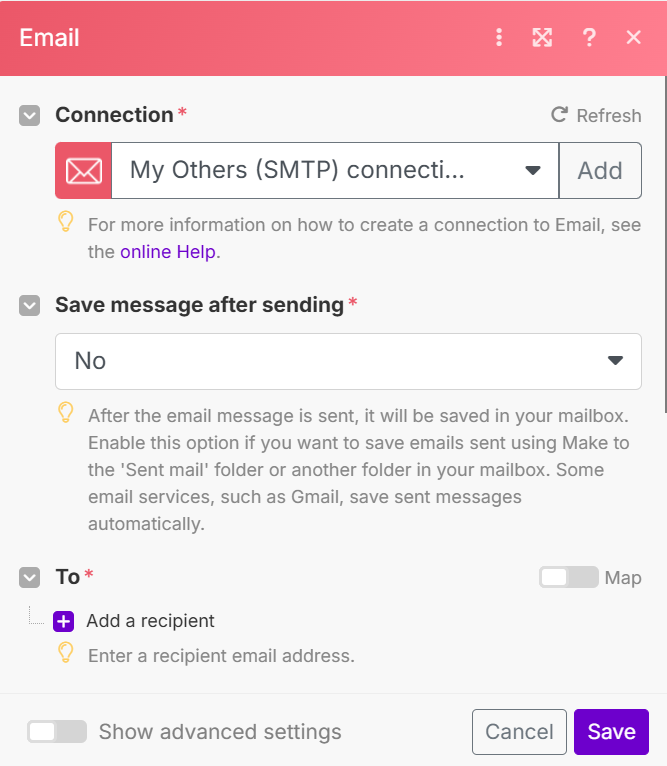 Email
?
Connection *
Refresh
My Others (SMTP) connecti...
Add
For more information on how to create a connection to Email, see
the online Help.
Save message after sending *
No
After the email message is sent, it will be saved in your mailbox.
Enable this option if you want to save emails sent using Make to
the 'Sent mail' folder or another folder in your mailbox. Some
email services, such as Gmail, save sent messages
automatically.
To *
Map
Add a recipient
Enter a recipient email address.
Show advanced settings
Cancel
Save